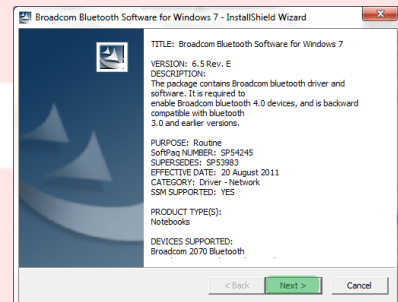 Broadcom Bluetooth Software for Windows 7 - InstallShield Wizard
TITLE: Broadcom Bluetooth Software for Windows 7
VERSION: 6.5 Rev. E
DESCRIPTION:
The package contains Broadcom bluetooth driver and
software. It is required to
enable Broadcom bluetooth 4.0 devices, and is backward
compatible with bluetooth
3.0 and earlier versions.
PURPOSE: Routine
SoftPaq NUMBER: SP54245
SUPERSEDES: SP53983
EFFECTIVE DATE: 20 August 2011
CATEGORY: Driver - Network
SSM SUPPORTED: YES
PRODUCT TYPE(S):
Notebooks
DEVICES SUPPORTED:
Broadcom 2070 Bluetooth
< Back Next > Cancel